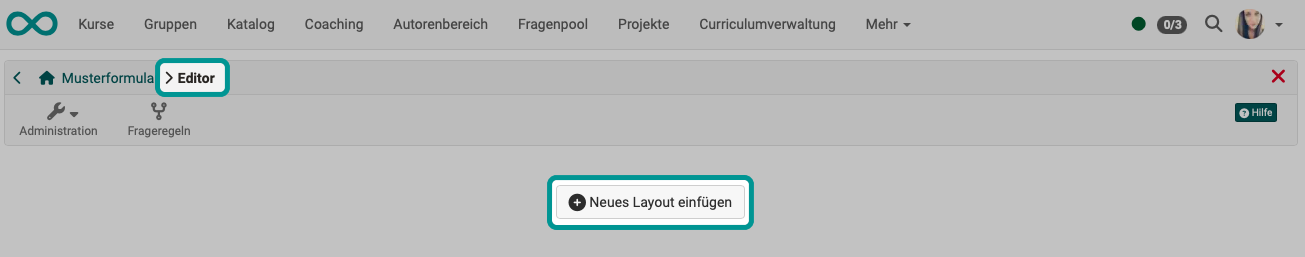 Kurse Gruppen Katalog Coaching Autorenbereich Fragenpool Projekte Curriculumverwaltung Mehr 0/3
Musterformula Editor
Administration Frageregeln Hilfe
Neues Layout einfügen